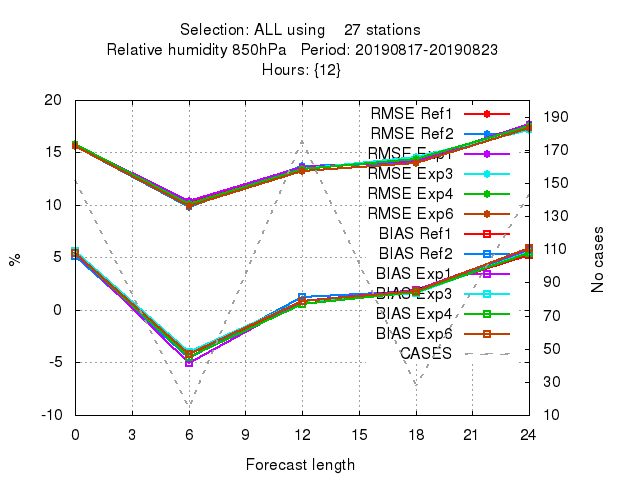 Selection: ALL using    27 stations
Relative humidity 850hPa   Period: 20190817-20190823
Hours: {12}
20
15
10
5
0
-5
-10
%
190
170
150
130
110
90
70
50
30
10
No cases
RMSE Ref1
RMSE Ref2
RMSE Exp1
RMSE Exp3
RMSE Exp4
RMSE Exp6
BIAS Ref1
BIAS Ref2
BIAS Exp1
BIAS Exp3
BIAS Exp4
BIAS Exp6
CASES
0 3 6 9 12 15 18 21 24
Forecast length